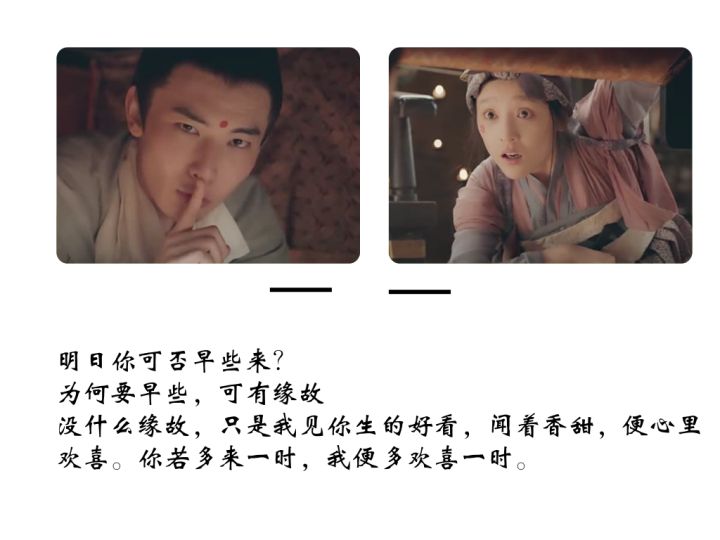 明日你可否早些来？
为何要早些，可有缘故
没什么缘故，只是我见你生的好看，闻着香甜，便心里
欢喜。你若多来一时，我便多欢喜一时。